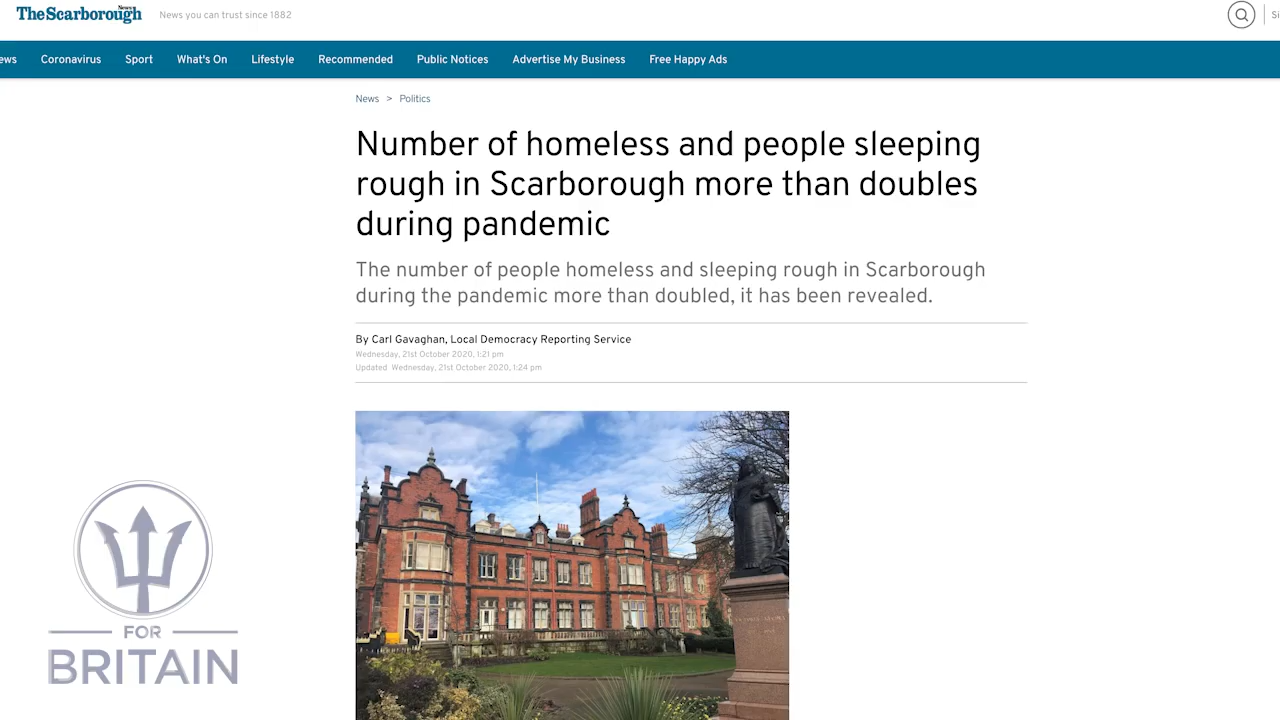 The Scarborough News
News you can trust since 1882
Si
ews Coronavirus Sport What's On Lifestyle Recommended Public Notices Advertise My Business Free Happy Ads
News > Politics
Number of homeless and people sleeping
rough in Scarborough more than doubles
during pandemic
The number of people homeless and sleeping rough in Scarborough
during the pandemic more than doubled, it has been revealed.
By Carl Gavaghan, Local Democracy Reporting Service
Wednesday, 21st October 2020, 1:21 pm
Updated Wednesday, 21st October 2020, 1:24 pm
FOR
BRITAIN